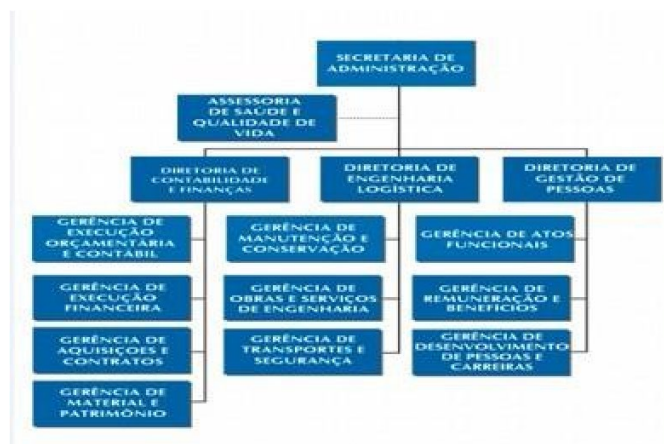 SECRETARIA DE
ADMINISTRAÇÃO
ASSESSORIA
DE SAÚDE E
QUALIDADE DE
VIDA
DIRETORIA DE
CONTABILIDADE
E FINANÇAS
DIRETORIA DE
ENGENHARIA
LOGÍSTICA
DIRETORIA DE
GESTÃO DE
PESSOAS
GERÊNCIA DE
EXECUÇÃO
ORÇAMENTÁRIA
E CONTÁBIL
GERÊNCIA DE
MANUTENÇÃO E
CONSERVAÇÃO
GERÊNCIA DE ATOS
FUNCIONAIS
GERÊNCIA DE
EXECUÇÃO
FINANCEIRA
GERÊNCIA DE
OBRAS E SERVIÇOS
DE ENGENHARIA
GERÊNCIA DE
REMUNERAÇÃO E
BENEFÍCIOS
GERÊNCIA DE
AQUISIÇOES E
CONTRATOS
GERÊNCIA DE
TRANSPORTES E
SEGURANÇA
GERÊNCIA DE
DESENVOLVIMENTO
DE PESSOAS E
CARREIRAS
GERÊNCIA DE
MATERIAL E
PATRIMÔNIO